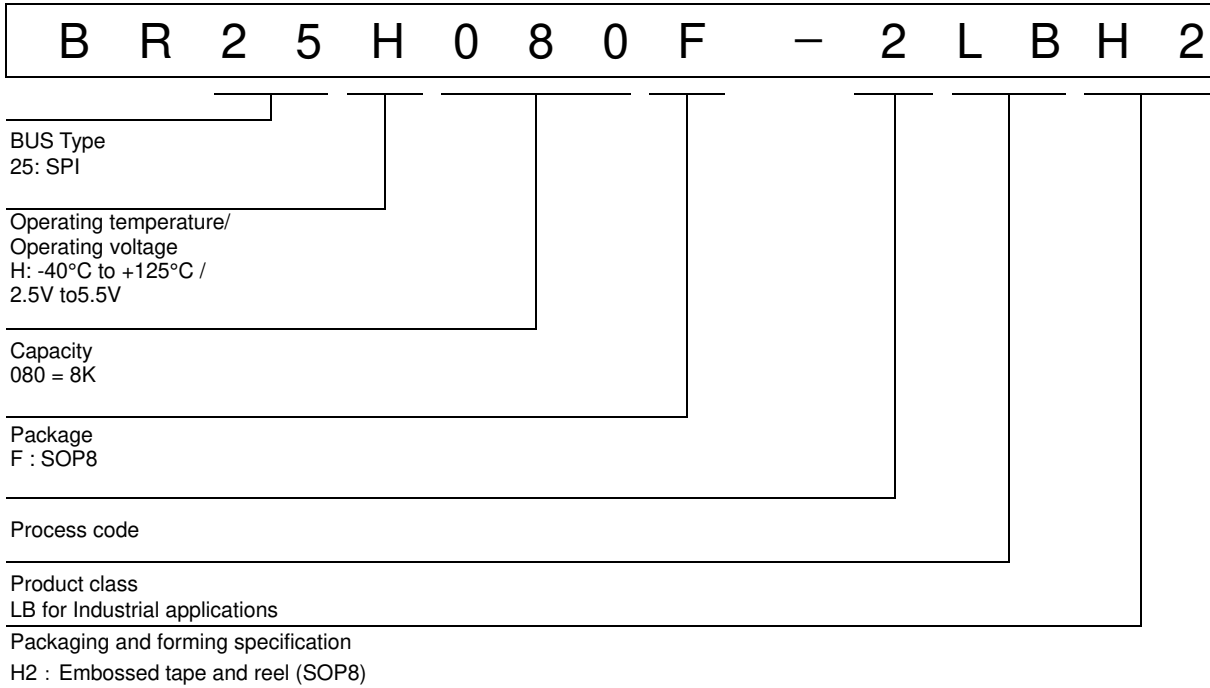 B R 2 5 H 0 8 0 F － 2 L B H 2
BUS Type
25: SPI
Operating temperature/
Operating voltage
H: -40°C to +125°C /
2.5V to5.5V
Capacity
080 = 8K
Package
F : SOP8
Process code
Product class
LB for Industrial applications
Packaging and forming specification
H2 : Embossed tape and reel (SOP8)